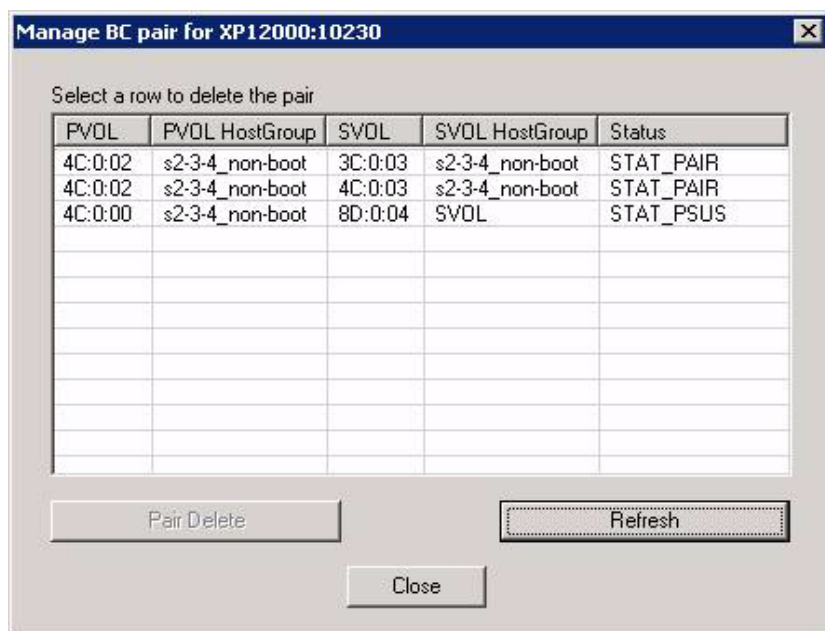 Manage BC pair for XP12000:10230
Select a row to delete the pair
PVOL PVOL HostGroup SVOL SVOL HostGroup Status
4C:0:02 s2-3-4_non-boot 3C:0:03 s2-3-4_non-boot STAT_PAIR
4C:0:02 s2-3-4_non-boot 4C:0:03 s2-3-4_non-boot STAT_PAIR
4C:0:00 s2-3-4_non-boot 8D:0:04 SVOL STAT_PSUS
Pair Delete Refresh
Close